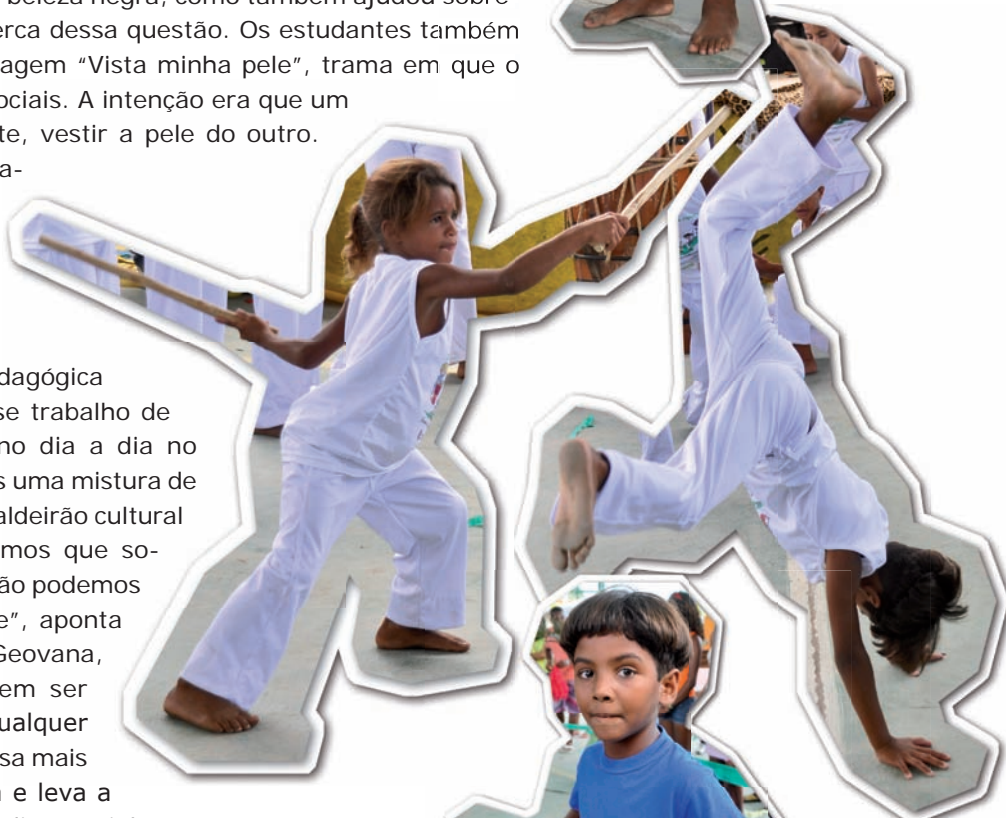 beleza negra, como também ajudou sobre-
erca dessa questão. Os estudantes também
agem “Vista minha pele”, trama em que o
ociais. A intenção era que um
te, vestir a pele do outro.
a-
dagógica
se trabalho de
no dia a dia no
s uma mistura de
aldeirão cultural
mos que so-
ão podemos
e”, aponta
Geovana,
em ser
ualquer
sa mais
e leva a